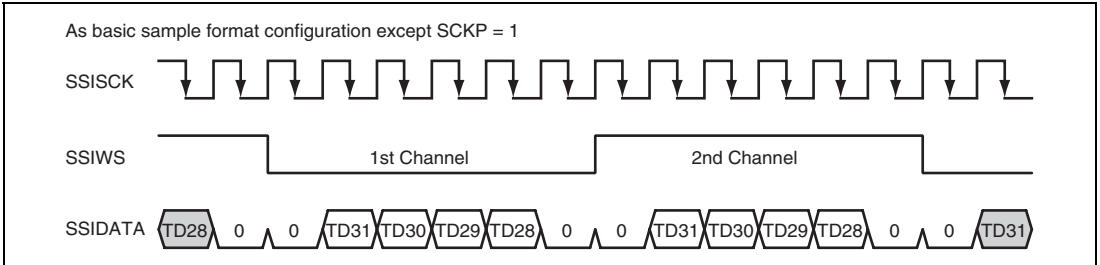 As basic sample format configuration except SCKP = 1
SSISCK
SSIWS 1st Channel 2nd Channel
SSIDATA TD28 0 0 TD31 TD30 TD29 TD28 0 0 TD31 TD30 TD29 TD28 0 0 TD31